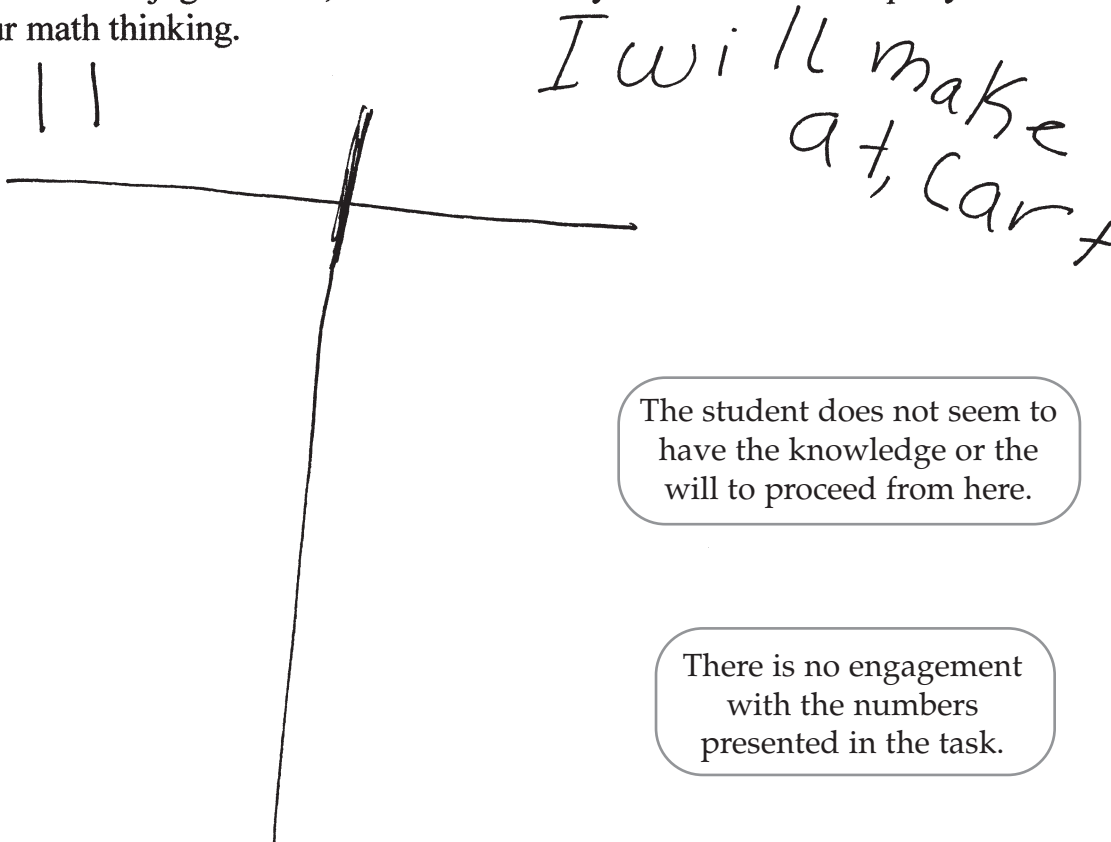 ur math thinking.
I will make
at, Cart
11
The student does not seem to
have the knowledge or the
will to proceed from here.
There is no engagement
with the numbers
presented in the task.